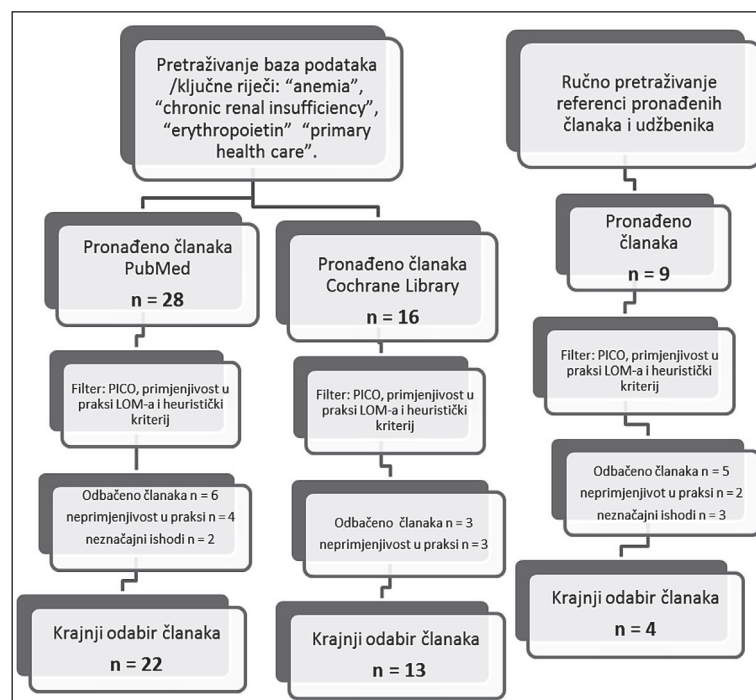 Pretraživanje baza podataka
/ključne riječi: “anemia”,
“chronic renal insufficiency”,
“erythropoietin” “primary
health care”.
Pronađeno članaka
PubMed
n = 28
Filter: PICO, primjenjivost u
praksi LOM-a i heuristički
kriterij
Odbačeno članaka n = 6
neprimjenjivost u praksi n = 4
neznačajni ishodi n = 2
Krajnji odabir članaka
n = 22
Pronađeno članaka
Cochrane Library
n = 16
Filter: PICO, primjenjivost u
praksi LOM-a i heuristički
kriterij
Odbačeno članaka n = 3
neprimjenjivost u praksi n = 3
Krajnji odabir članaka
n = 13
Ručno pretraživanje
referenci pronađenih
članaka i udžbenika
Pronađeno
članaka
n = 9
Filter: PICO, primjenjivost u
praksi LOM-a i heuristički
kriterij
Odbačeno članaka n = 5
neprimjenjivot u praksi n = 2
neznačajni ishodi n = 3
Krajnji odabir članaka
n = 4